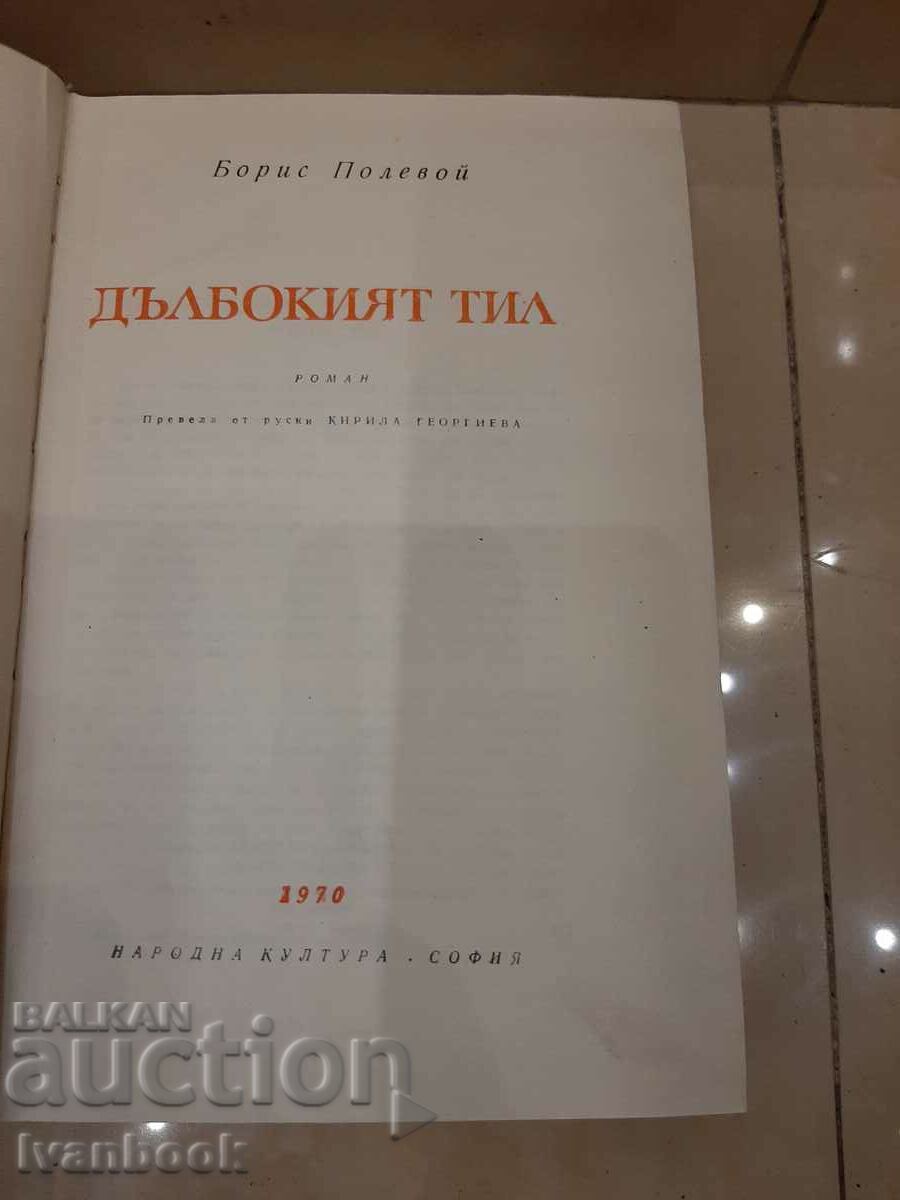 Борис Полевой
ДЪЛБОКИЯТ ТИЛ
РОМАН
Превела от руски КИРИЛА ГЕОРГИЕВА
1970
НАРОДНА КУЛТУРА . СОФИЯ
BALKAN
auction
Ivanbook